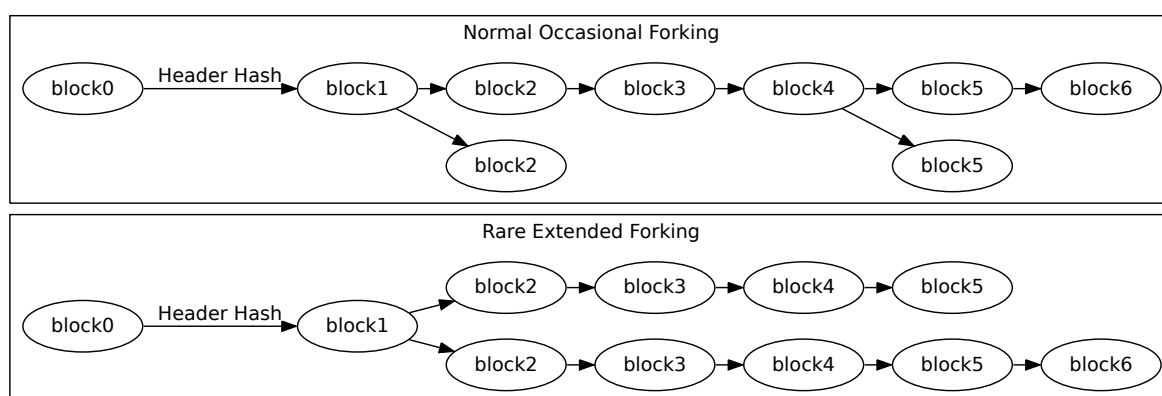 Normal Occasional Forking
block0 Header Hash block1 block2 block3 block4 block5 block6
block2 block5
Rare Extended Forking
block2 block3 block4 block5
block0 Header Hash block1
block2 block3 block4 block5 block6